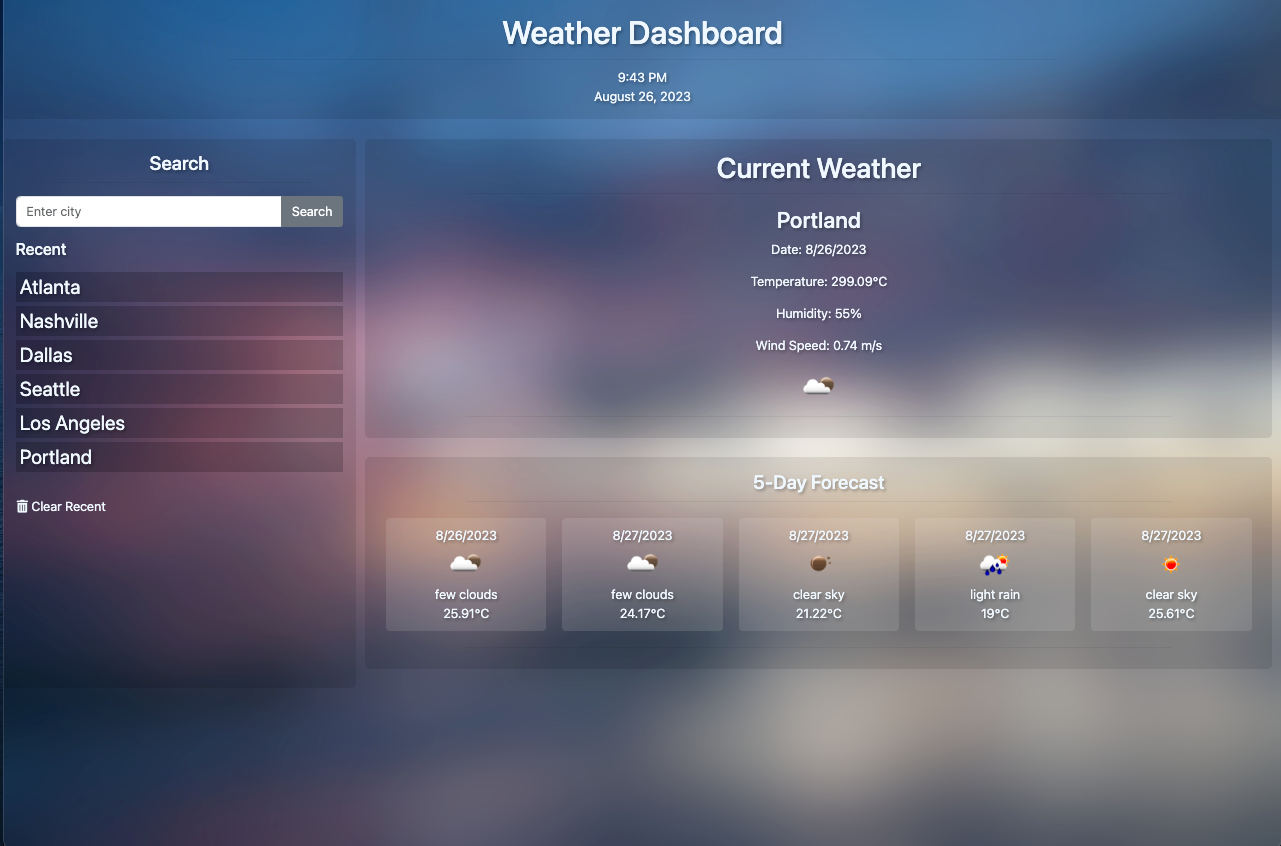 Weather Dashboard
9:43 PM
August 26, 2023
Search
Enter city
Search
Recent
Atlanta
Nashville
Dallas
Seattle
Los Angeles
Portland
Clear Recent
Current Weather
Portland
Date: 8/26/2023
Temperature: 299.09°C
Humidity: 55%
Wind Speed: 0.74 m/s
5-Day Forecast
8/26/2023
few clouds
25.91°C
8/27/2023
few clouds
24.17°C
8/27/2023
clear sky
21.22°C
8/27/2023
light rain
19°C
8/27/2023
clear sky
25.61°C